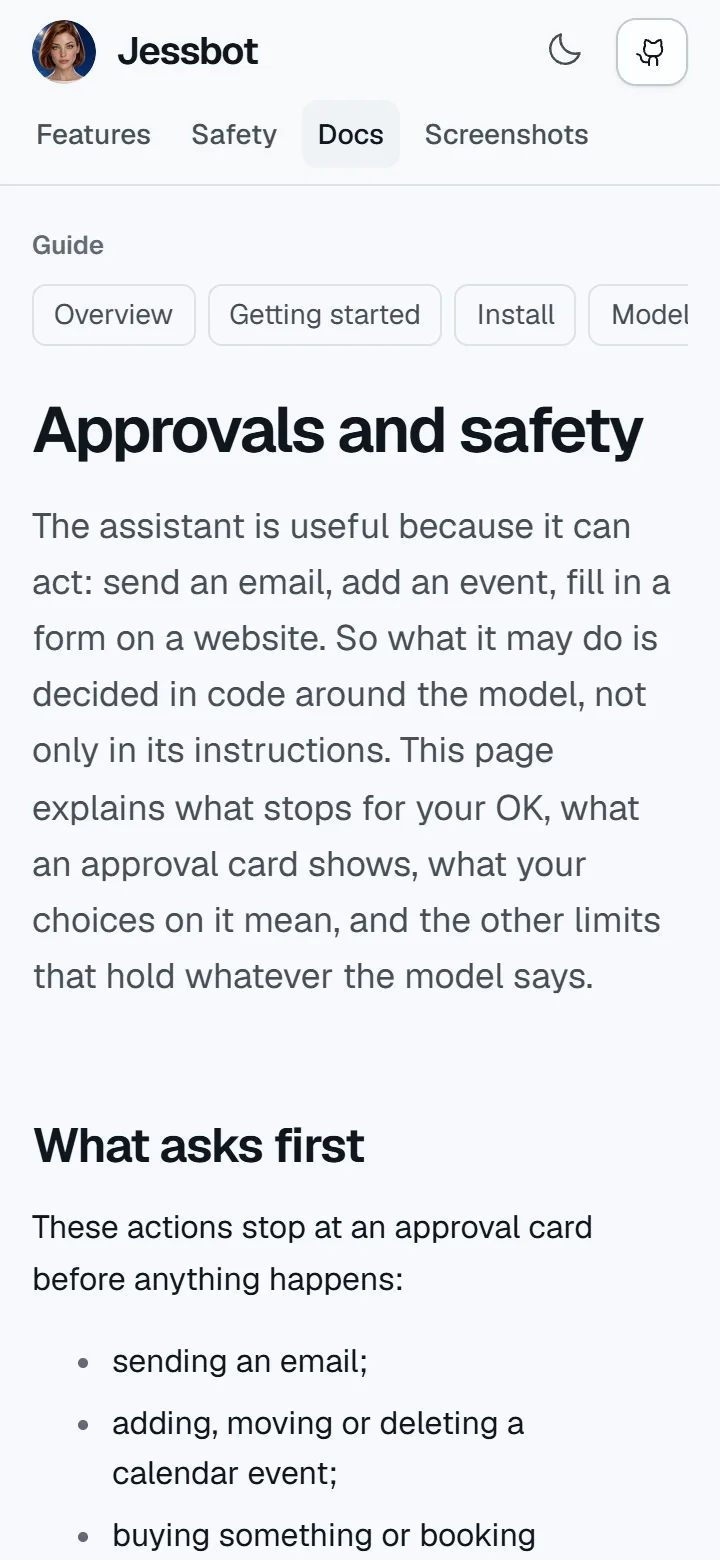 Jessbot
Features Safety Docs Screenshots
Guide
Overview Getting started Install Model
Approvals and safety
The assistant is useful because it can
act: send an email, add an event, fill in a
form on a website. So what it may do is
decided in code around the model, not
only in its instructions. This page
explains what stops for your OK, what
an approval card shows, what your
choices on it mean, and the other limits
that hold whatever the model says.
What asks first
These actions stop at an approval card
before anything happens:
sending an email;
adding, moving or deleting a
calendar event;
buying something or booking